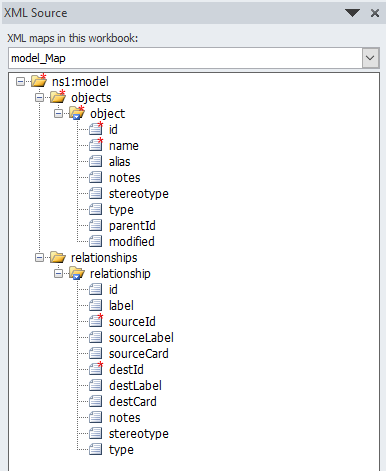 XML Source
XML maps in this workbook:
model_Map
ns1:model
objects
object
id
name
alias
notes
stereotype
type
parentId
modified
relationships
relationship
id
label
sourceId
sourceLabel
sourceCard
destId
destLabel
destCard
notes
stereotype
type